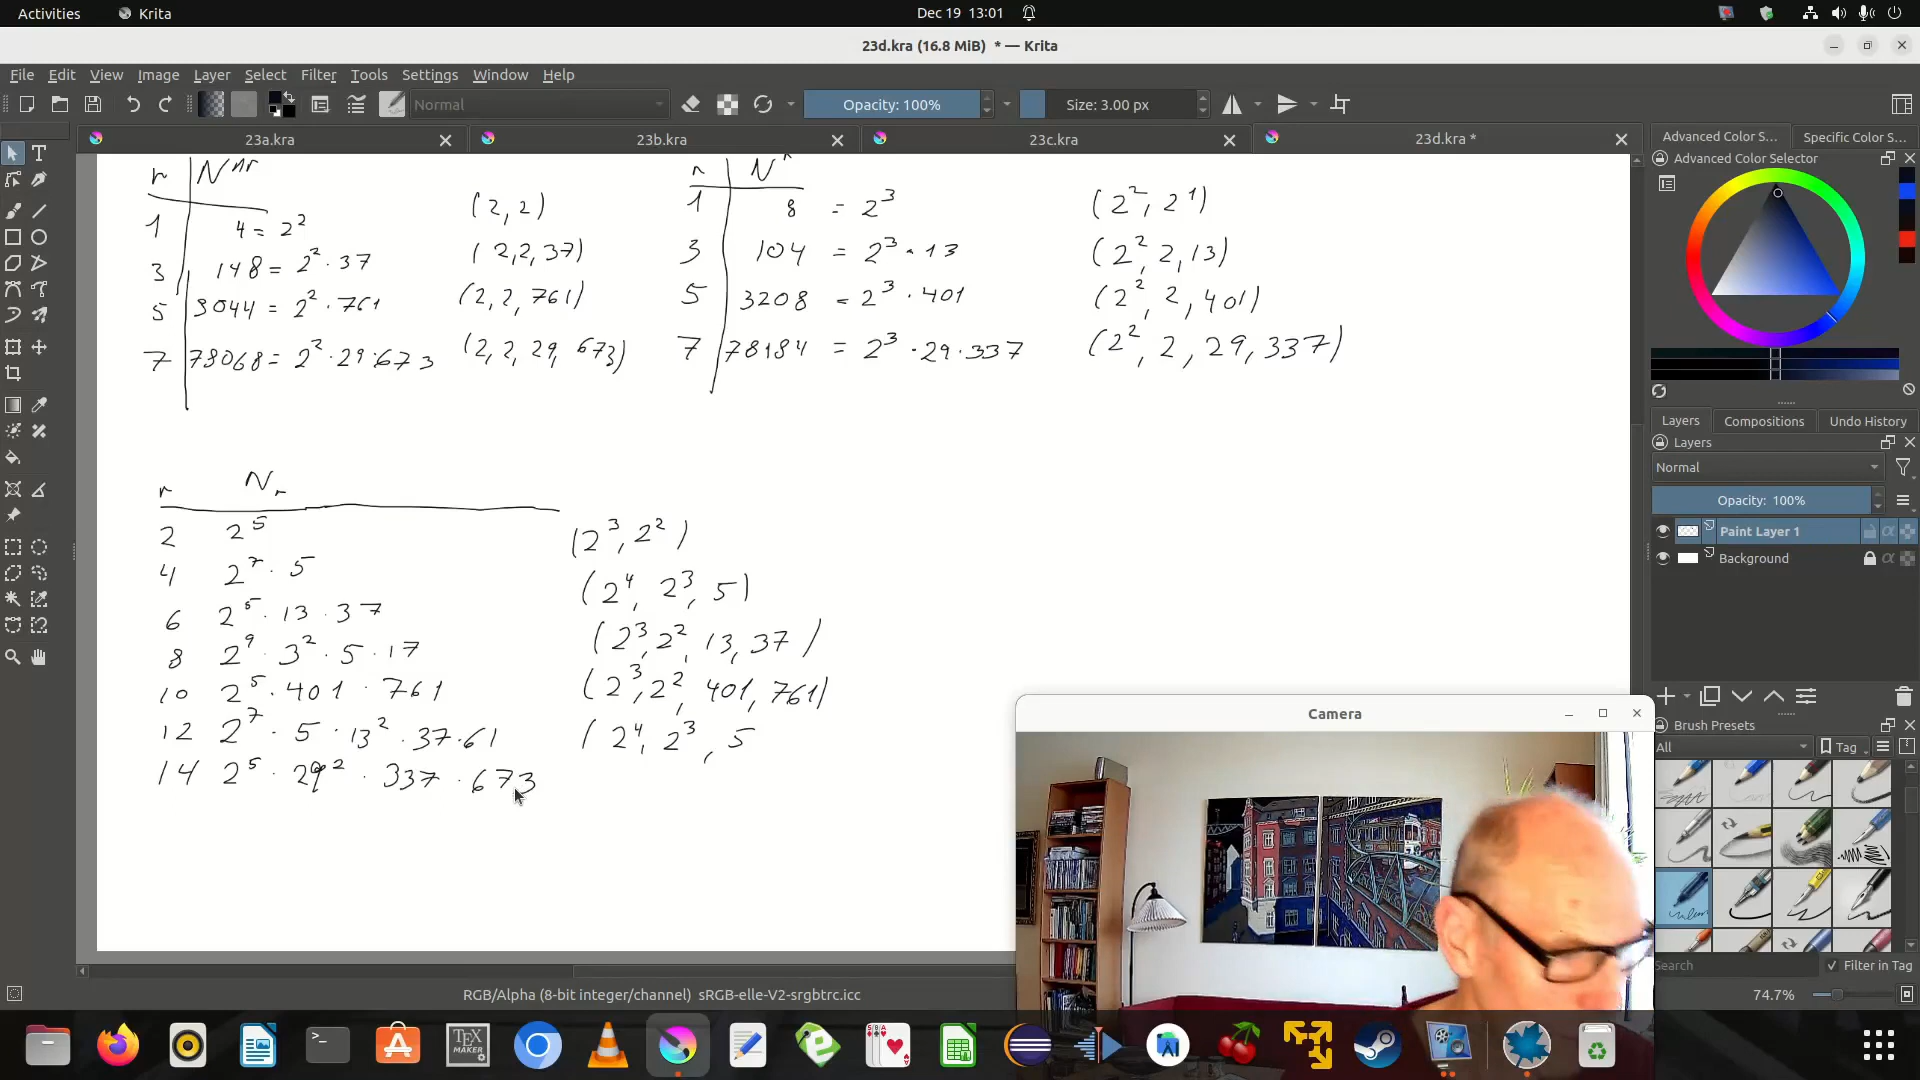 Activities Krita Dec 19 13:01
23d.kra (16.8 MiB) * — Krita
File Edit View Image Layer Select Filter Tools Settings Window Help
Normal Opacity: 100% Size: 3.00 px
23a.kra 23b.kra 23c.kra 23d.kra *
Advanced Color S... Specific Color S...
Advanced Color Selector
r N^nr
1 4 = 2^2 (2, 2)
3 148 = 2^2 · 37 (2, 2, 37)
5 3044 = 2^2 · 761 (2, 2, 761)
7 78068 = 2^2 · 29 · 673 (2, 2, 29, 673)
r N^r
1 8 = 2^3 (2^2, 2^1)
3 104 = 2^3 · 13 (2^2, 2, 13)
5 3208 = 2^3 · 401 (2^2, 2, 401)
7 78184 = 2^3 · 29 · 337 (2^2, 2, 29, 337)
r N_r
2 2^5 (2^3, 2^2)
4 2^7 · 5 (2^4, 2^3, 5)
6 2^5 · 13 · 37 (2^3, 2^2, 13, 37)
8 2^9 · 3^2 · 5 · 17
10 2^5 · 401 · 761 (2^3, 2^2, 401, 761)
12 2^7 · 5 · 13^2 · 37 · 61 (2^4, 2^3, 5
14 2^5 · 29^2 · 337 · 673
Layers Compositions Undo History
Layers
Normal
Opacity: 100%
Paint Layer 1
Background
Brush Presets
All Tag
Search Filter in Tag
Camera
RGB/Alpha (8-bit integer/channel) sRGB-elle-V2-srgbtrc.icc
74.7%
TEX
MAKER